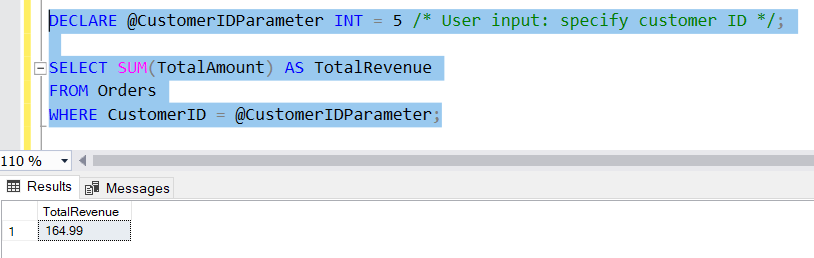 DECLARE @CustomerIDParameter INT = 5 /* User input: specify customer ID */;
SELECT SUM(TotalAmount) AS TotalRevenue
FROM Orders
WHERE CustomerID = @CustomerIDParameter;
110 %
Results Messages
TotalRevenue
1 164.99